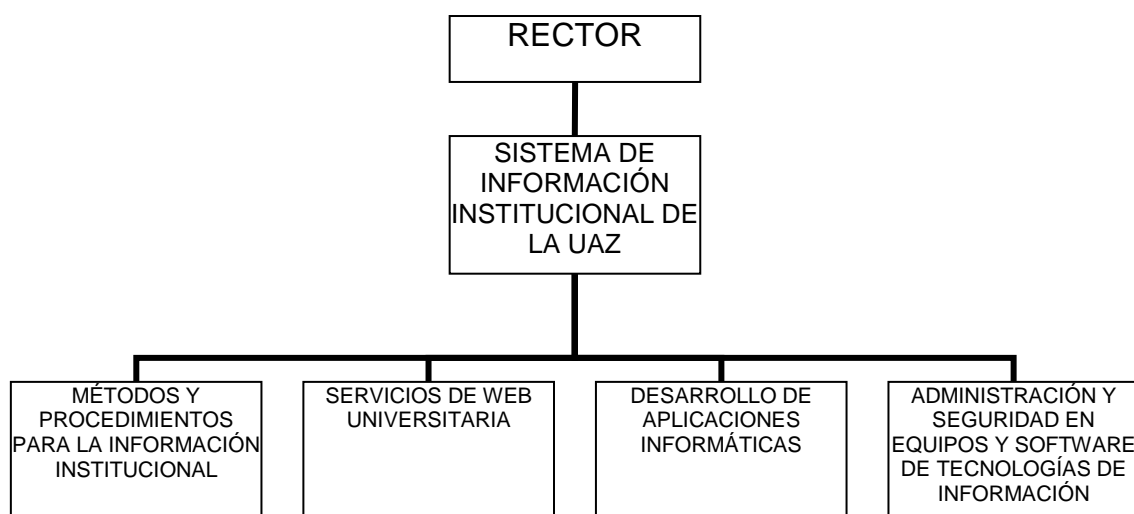 RECTOR
SISTEMA DE
INFORMACIÓN
INSTITUCIONAL DE
LA UAZ
MÉTODOS Y
PROCEDIMIENTOS
PARA LA INFORMACIÓN
INSTITUCIONAL
SERVICIOS DE WEB
UNIVERSITARIA
DESARROLLO DE
APLICACIONES
INFORMÁTICAS
ADMINISTRACIÓN Y
SEGURIDAD EN
EQUIPOS Y SOFTWARE
DE TECNOLOGÍAS DE
INFORMACIÓN